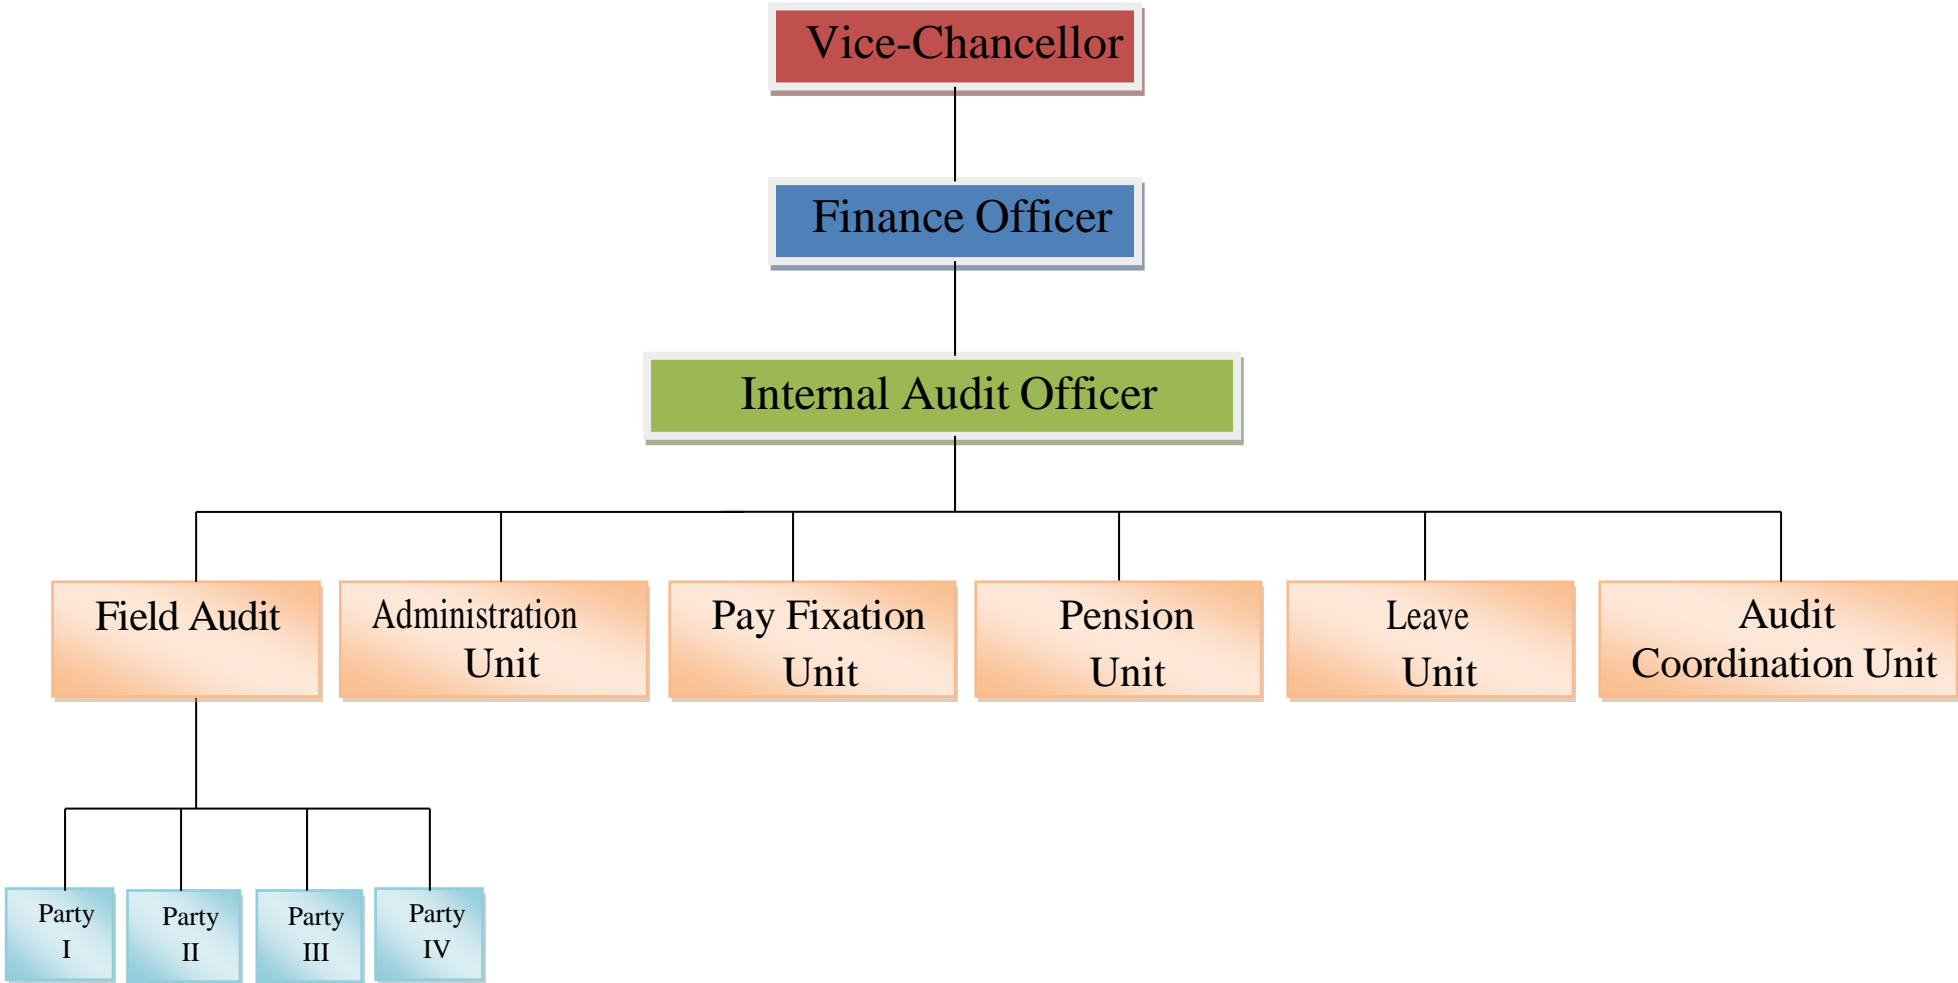 Vice-Chancellor
Finance Officer
Internal Audit Officer
Field Audit
Administration
Unit
Pay Fixation
Unit
Pension
Unit
Leave
Unit
Audit
Coordination Unit
Party
I
Party
II
Party
III
Party
IV